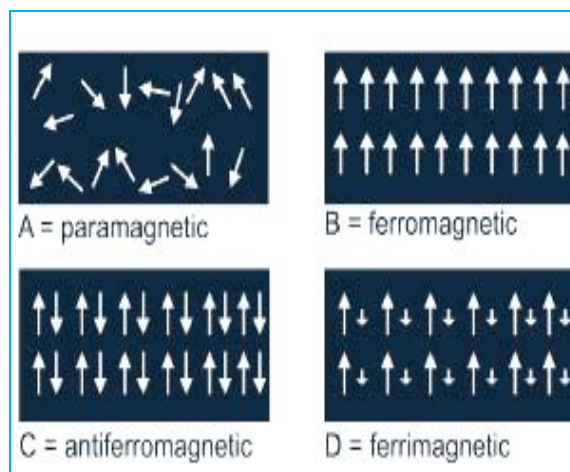 A = paramagnetic
B = ferromagnetic
C = antiferromagnetic
D = ferrimagnetic